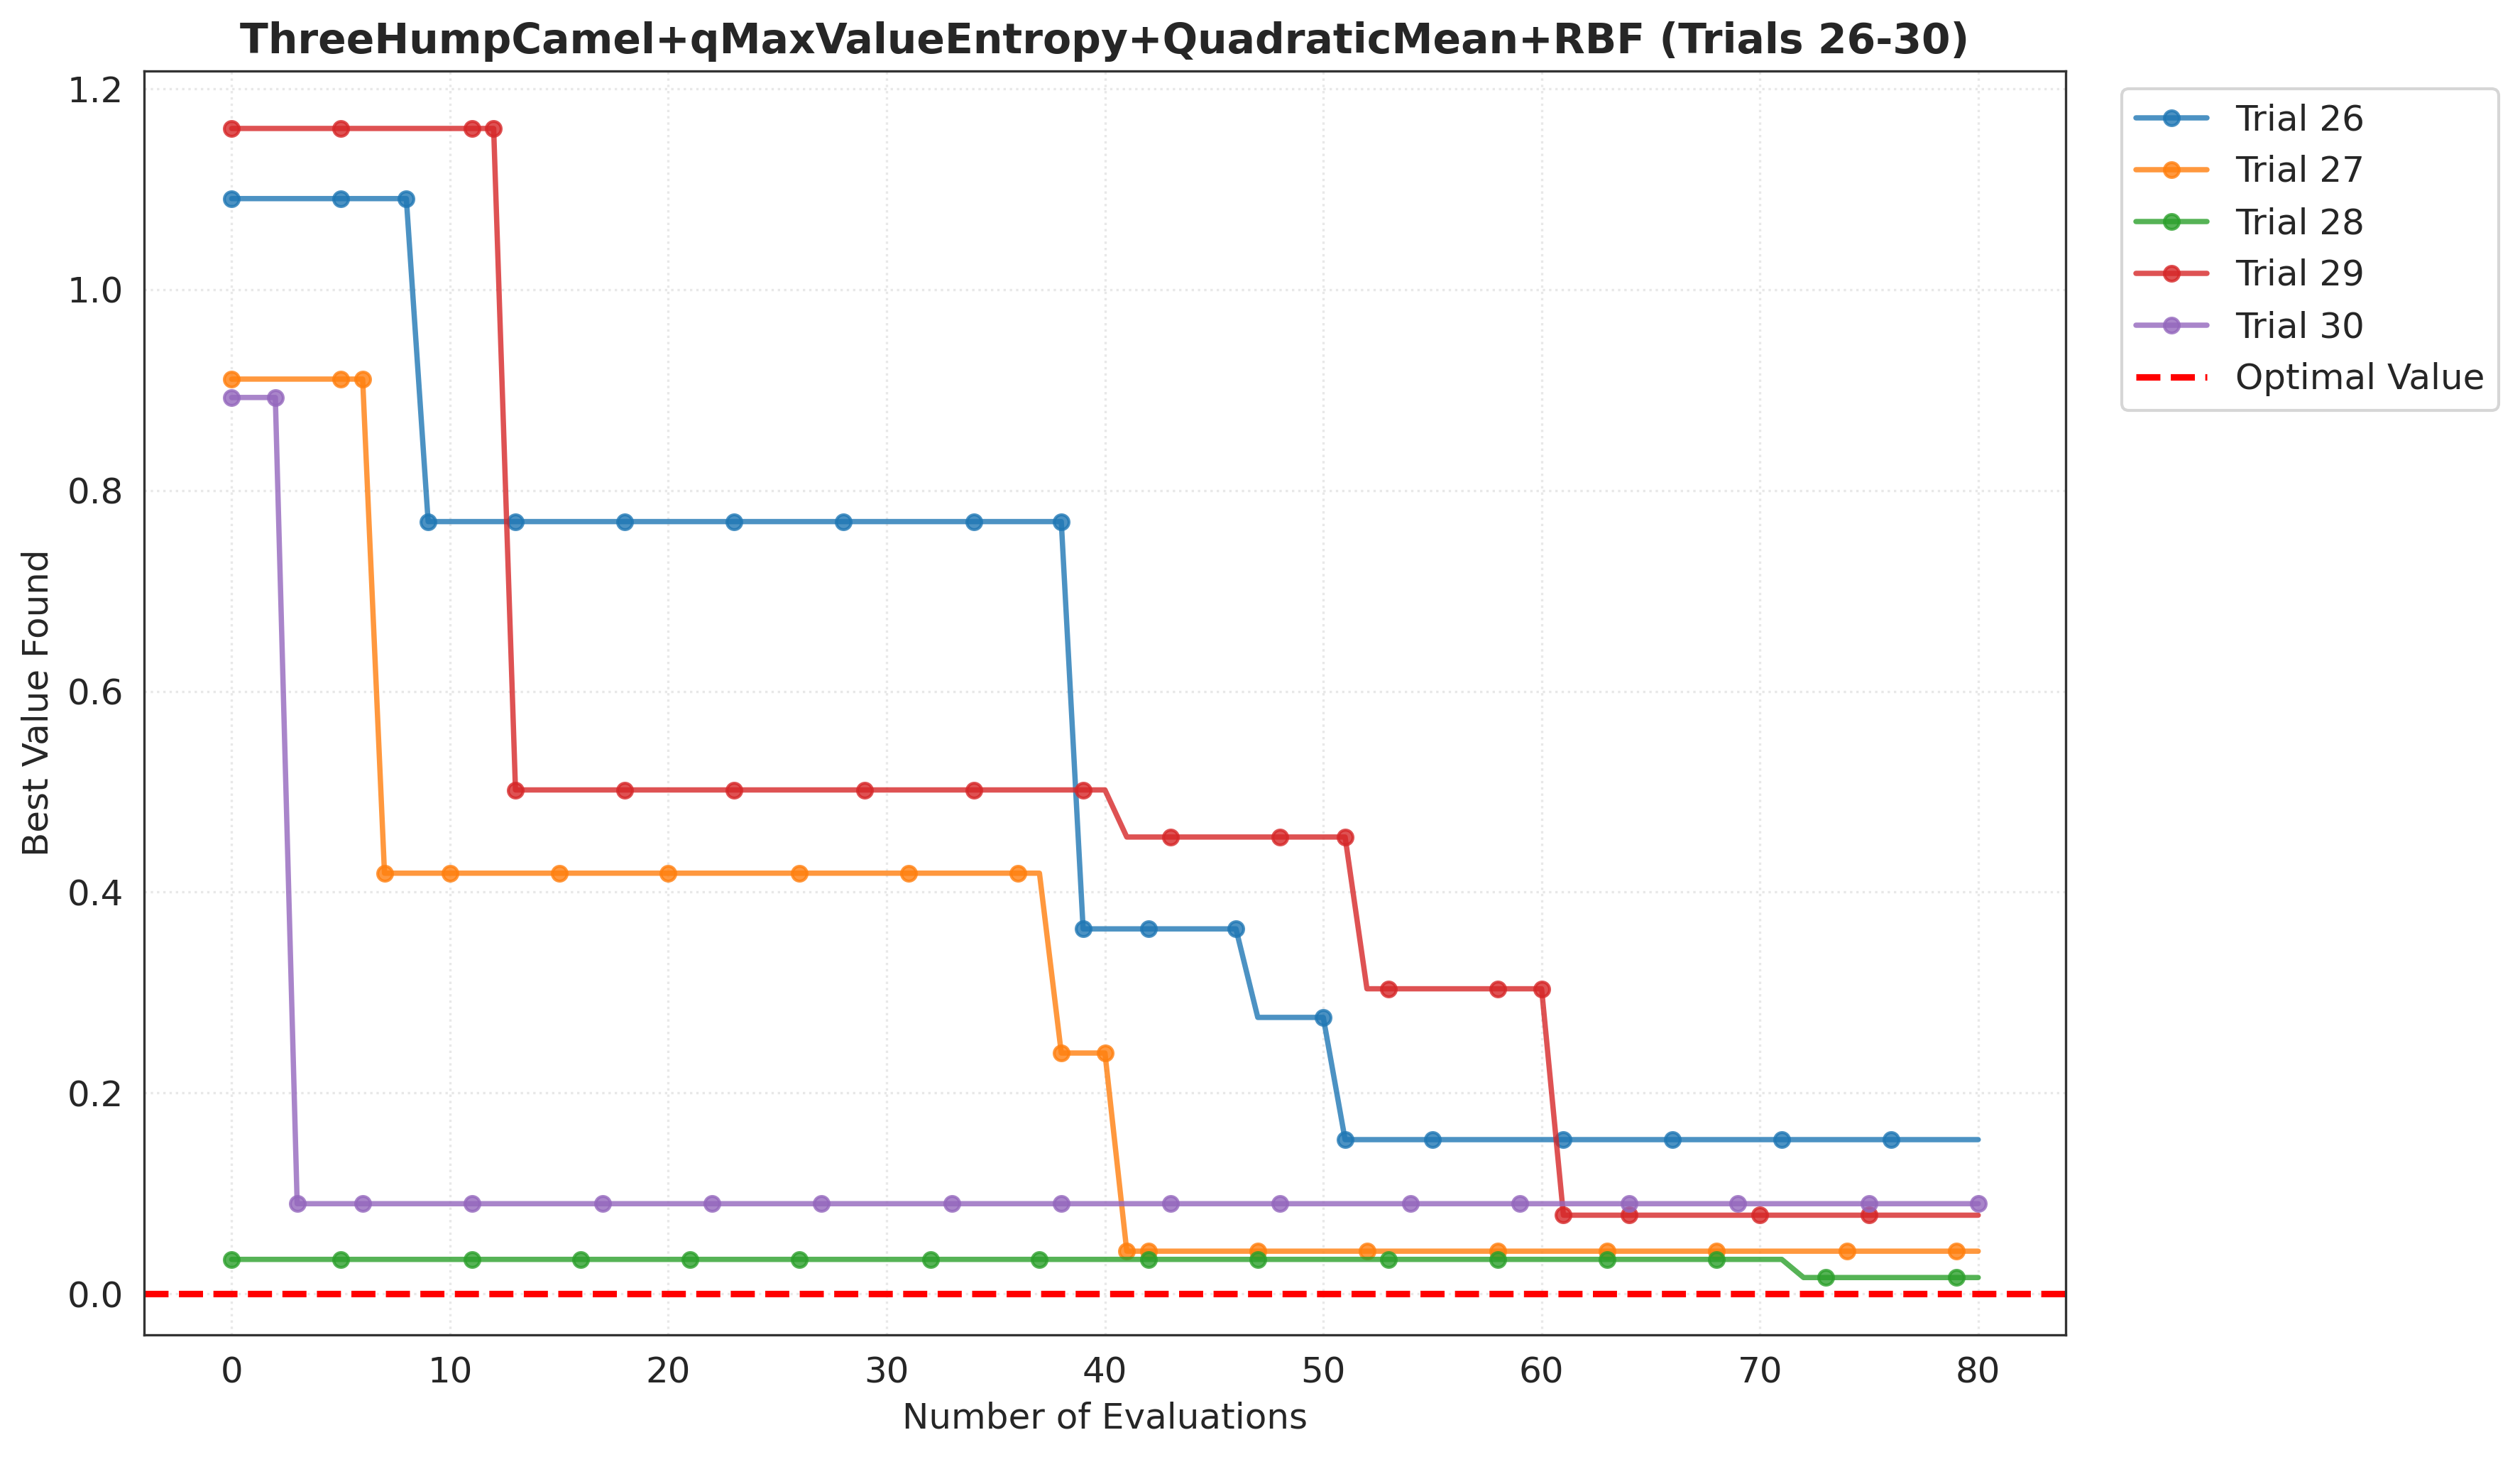 ThreeHumpCamel+qMaxValueEntropy+QuadraticMean+RBF (Trials 26-30)
1.2
1.0
0.8
0.6
0.4
0.2
0.0
Best Value Found
0 10 20 30 40 50 60 70 80
Number of Evaluations
Trial 26
Trial 27
Trial 28
Trial 29
Trial 30
Optimal Value